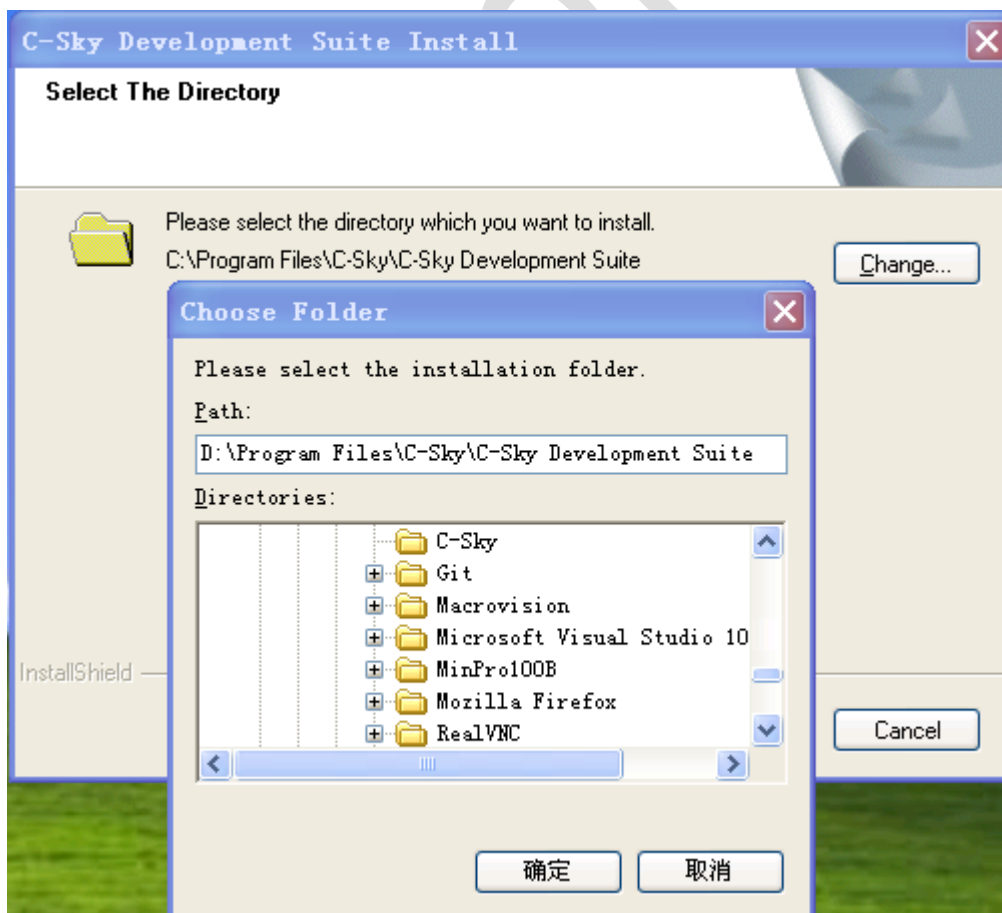 C-Sky Development Suite Install
Select The Directory
Please select the directory which you want to install.
C:\Program Files\C-Sky\C-Sky Development Suite
Change...
Choose Folder
Please select the installation folder.
Path:
D:\Program Files\C-Sky\C-Sky Development Suite
Directories:
C-Sky
Git
Macrovision
Microsoft Visual Studio 10
MinPro100B
Mozilla Firefox
RealVNC
InstallShield
Cancel
确定
取消